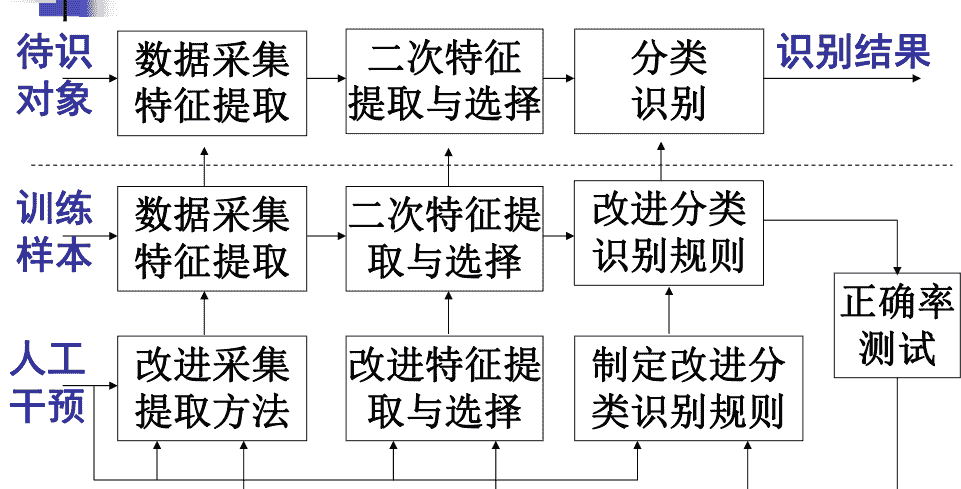 待识
对象
数据采集
特征提取
二次特征
提取与选择
分类
识别
识别结果
训练
样本
数据采集
特征提取
二次特征提
取与选择
改进分类
识别规则
正确率
测试
人工
干预
改进采集
提取方法
改进特征提
取与选择
制定改进分
类识别规则